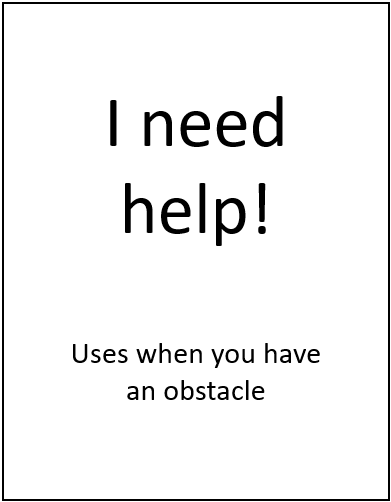 I need
help!
Uses when you have
an obstacle